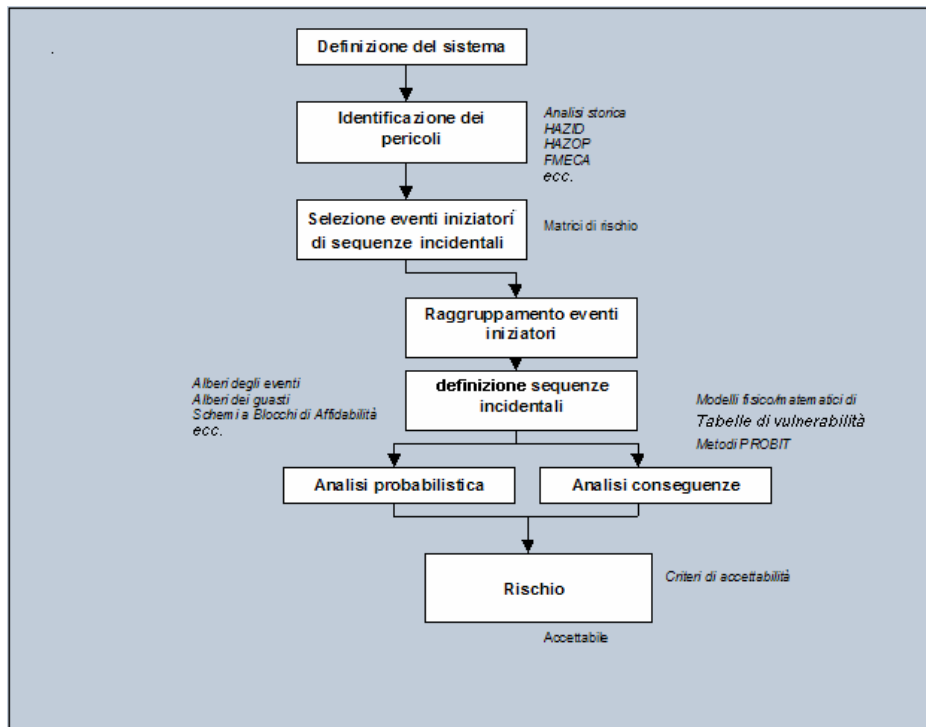 Definizione del sistema
Identificazione dei
pericoli
Analisi storica
HAZID
HAZOP
FMECA
ecc.
Selezione eventi iniziatori
di sequenze incidentali
Matrici di rischio
Raggruppamento eventi
iniziatori
Alberi degli eventi
Alberi dei guasti
Schemi a Blocchi di Affidabilità
ecc.
definizione sequenze
incidentali
Modelli fisico/matematici di
Tabelle di vulnerabilità
Metodi PROBIT
Analisi probabilistica
Analisi conseguenze
Rischio
Criteri di accettabilità
Accettabile